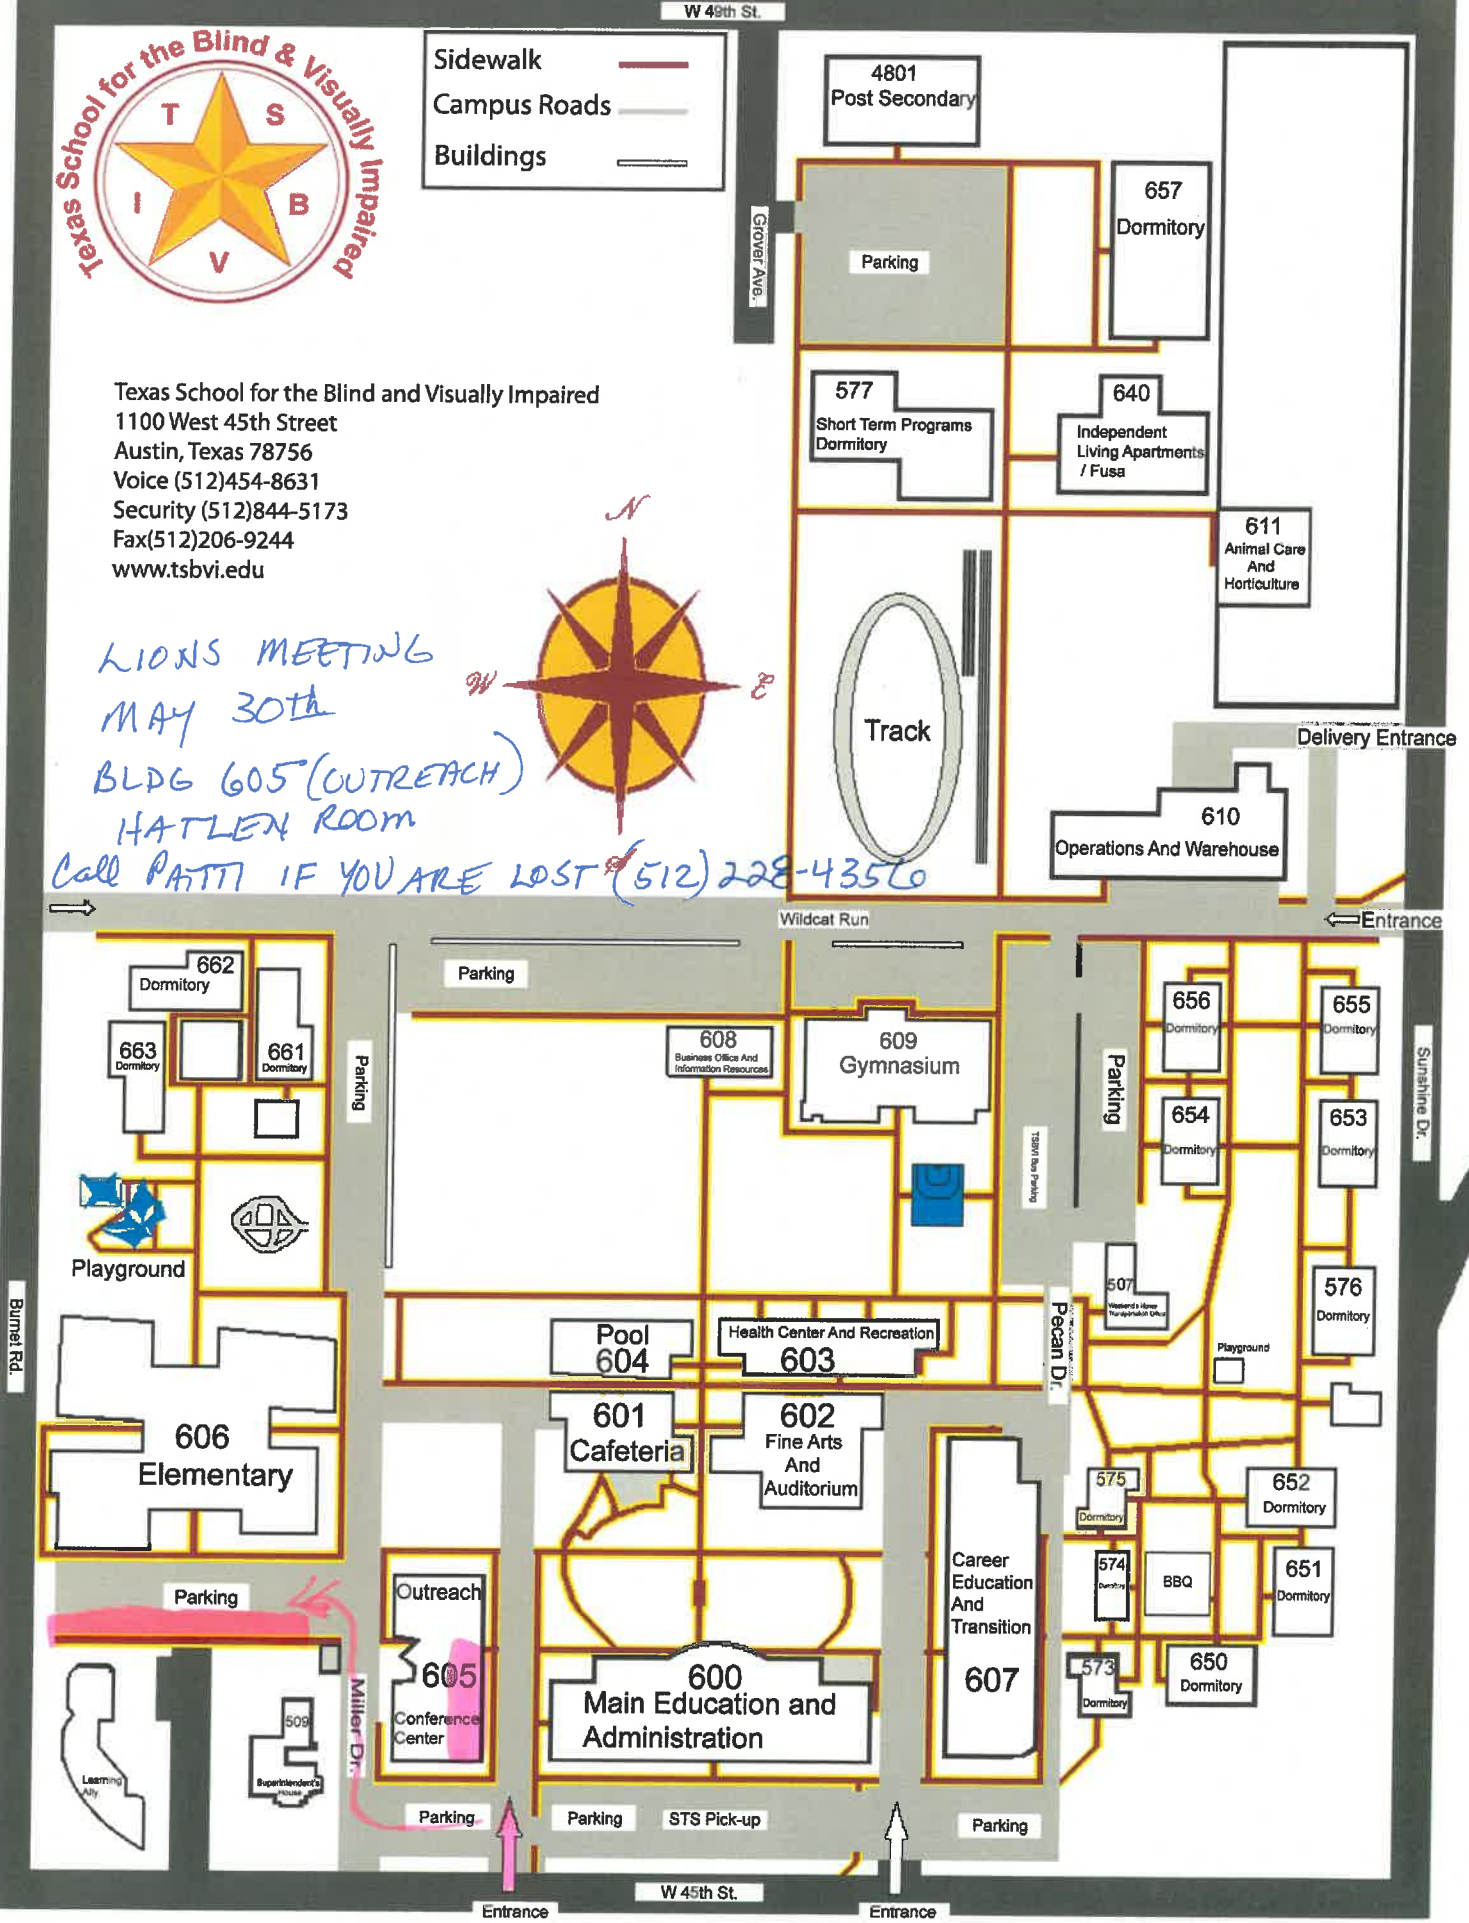 W 49th St.
Texas School for the Blind & Visually Impaired
T S
I B
V
Sidewalk
Campus Roads
Buildings
4801
Post Secondary
657
Dormitory
Grover Ave.
Parking
Texas School for the Blind and Visually Impaired
1100 West 45th Street
Austin, Texas 78756
Voice (512)454-8631
Security (512)844-5173
Fax(512)206-9244
www.tsbvi.edu
577
Short Term Programs
Dormitory
640
Independent
Living Apartments
/ Fusa
611
Animal Care
And
Horticulture
N
W E
LIONS MEETING
MAY 30th
BLDG 605 (OUTREACH)
HATLEN ROOM
Call PATTI IF YOU ARE LOST (512) 228-4356
Track
Delivery Entrance
610
Operations And Warehouse
Wildcat Run
Entrance
Parking
662
Dormitory
663
Dormitory
661
Dormitory
Parking
608
Business Office And
Information Resources
609
Gymnasium
TSBVI Bus Parking
Parking
656
Dormitory
655
Dormitory
654
Dormitory
653
Dormitory
Sunshine Dr.
Playground
Burnet Rd.
507
Pecan Dr.
576
Dormitory
Playground
Pool
604
Health Center And Recreation
603
601
Cafeteria
602
Fine Arts
And
Auditorium
606
Elementary
575
Dormitory
652
Dormitory
574
Dormitory
BBQ
651
Dormitory
Career
Education
And
Transition
607
Parking
Outreach
605
Conference
Center
600
Main Education and
Administration
573
Dormitory
650
Dormitory
Miller Dr.
509
Superintendent's
House
Learning
Ally
Parking
Parking
STS Pick-up
Parking
W 45th St.
Entrance
Entrance